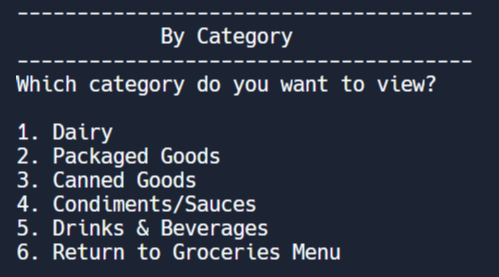 --------------------------------------
By Category
--------------------------------------
Which category do you want to view?
1. Dairy
2. Packaged Goods
3. Canned Goods
4. Condiments/Sauces
5. Drinks & Beverages
6. Return to Groceries Menu